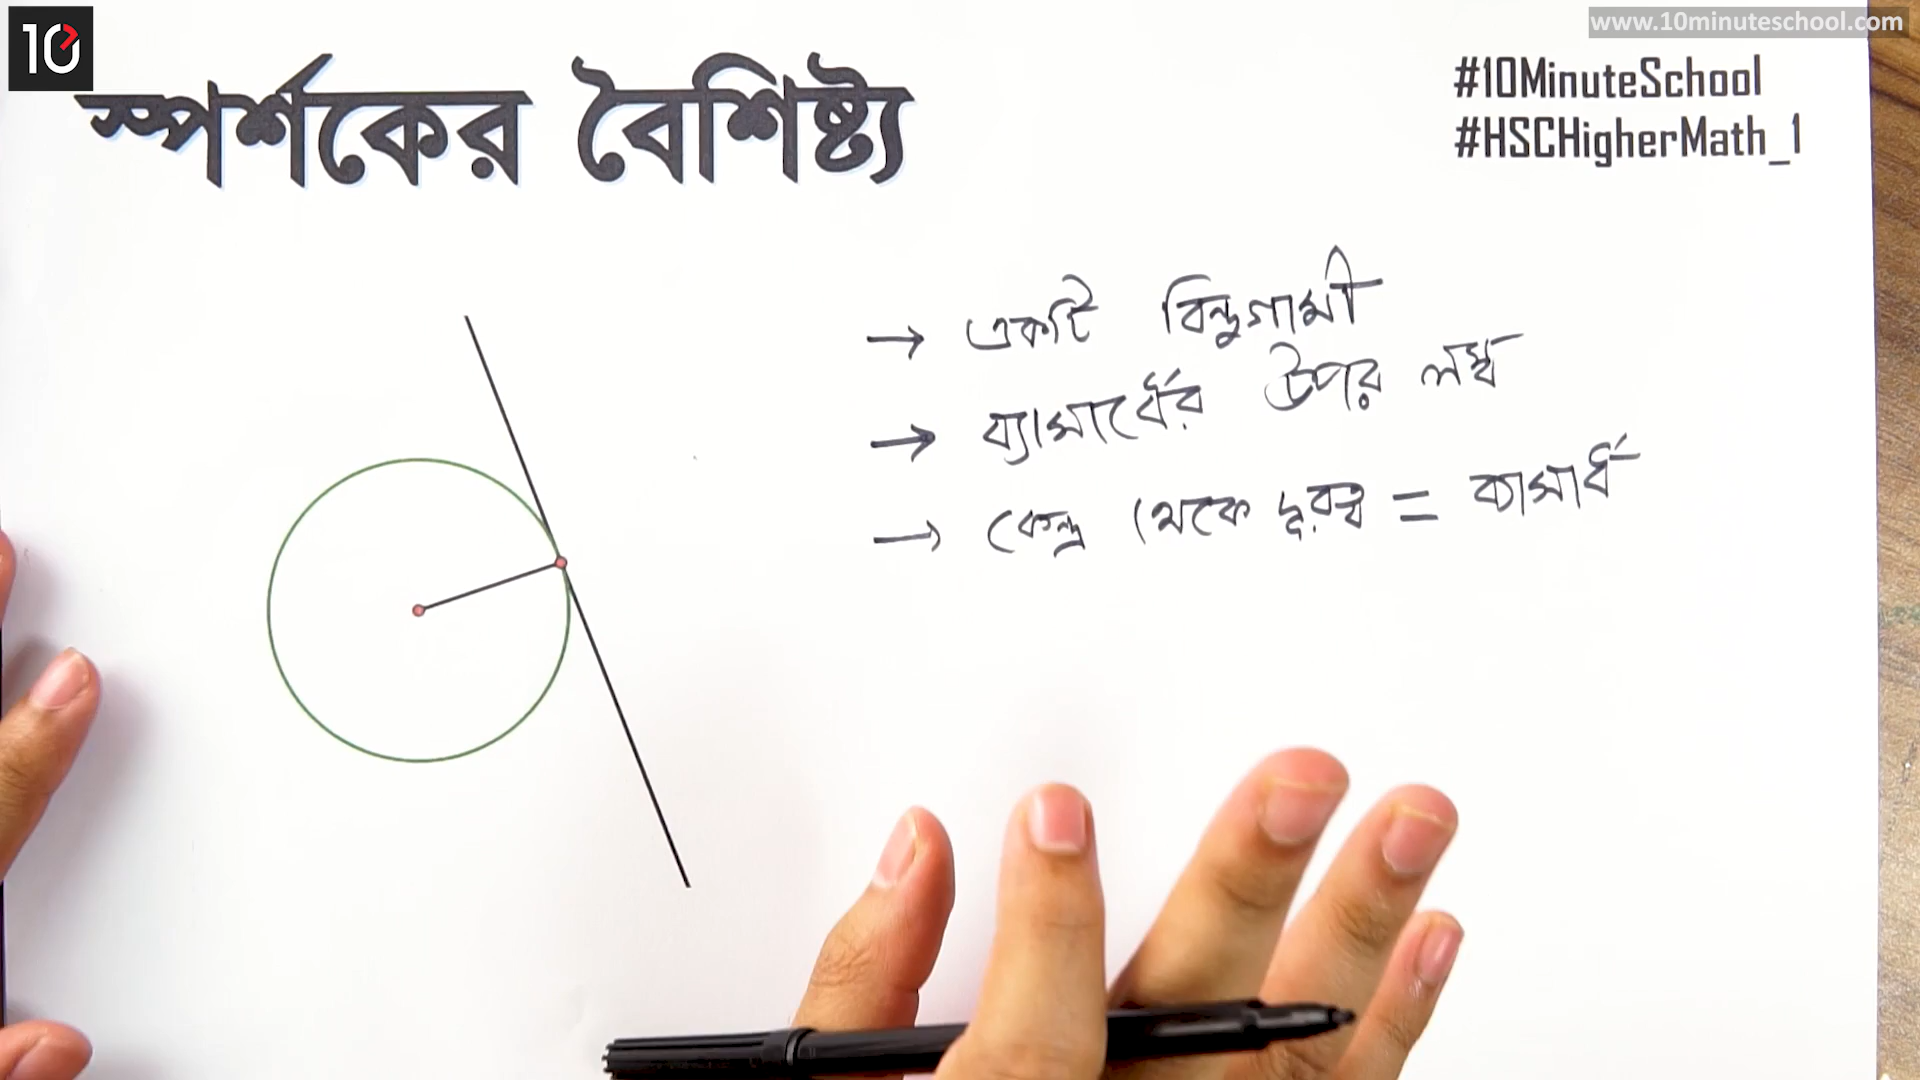 10
www.10minuteschool.com
স্পর্শকের বৈশিষ্ট্য
#10MinuteSchool
#HSCHigherMath_1
→ একটি বিন্দুগামী
→ ব্যাসার্ধের উপর লম্ব
→ কেন্দ্র থেকে দূরত্ব = ব্যাসার্ধ